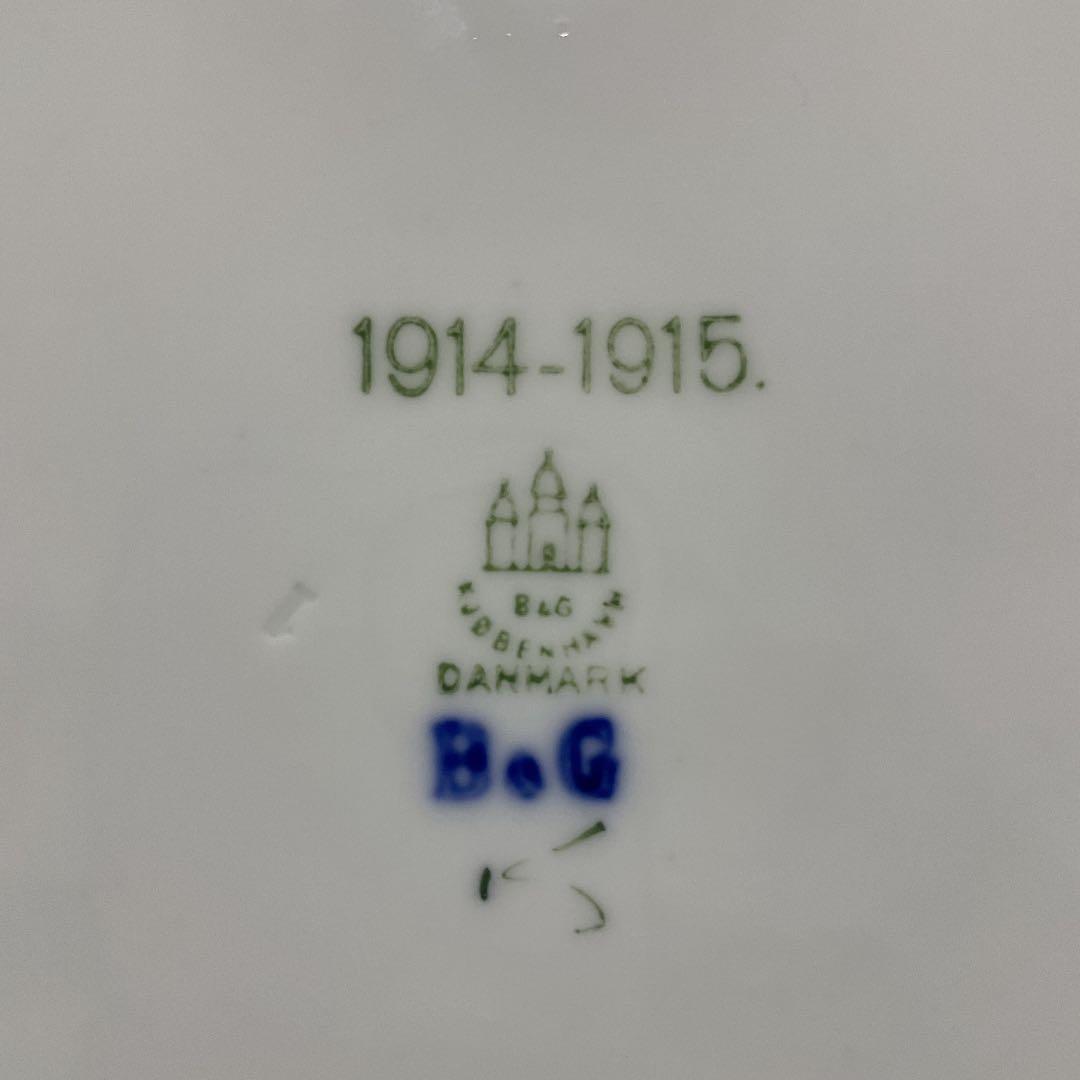 1914-1915.
B&G
KJØBENHAVN
DANMARK
B&G